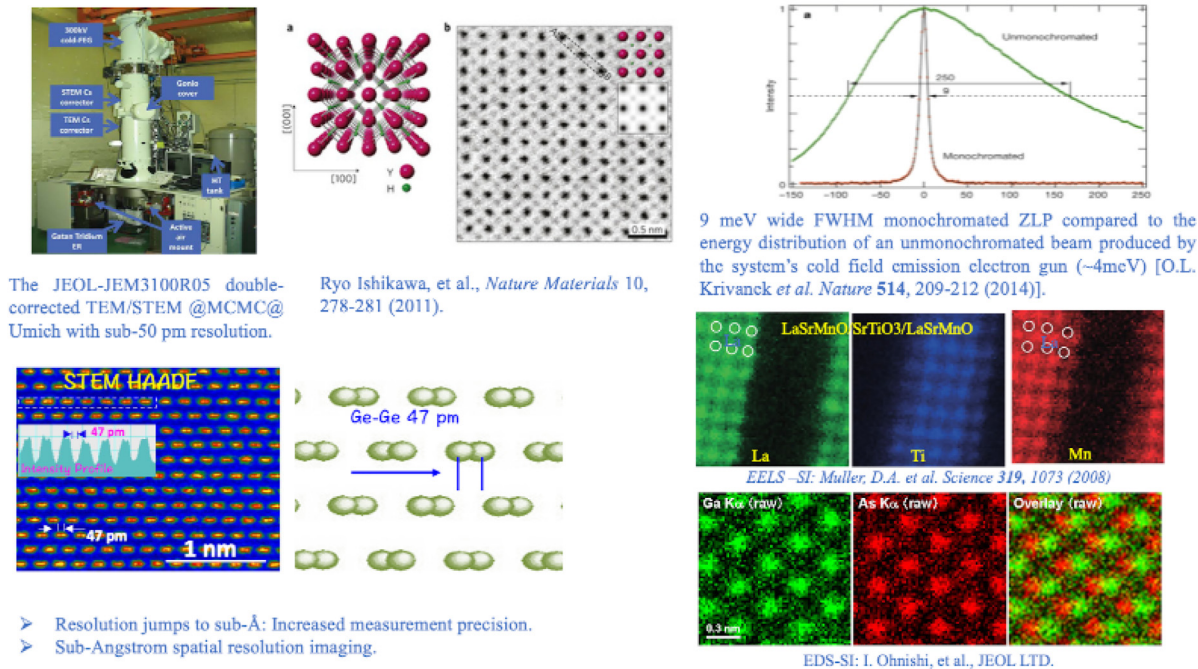 300kV
cold-FEG
STEM Cs
corrector
Gonio
cover
TEM Cs
corrector
HT
tank
Gatan Tridium
ER
Active
air
mount
The JEOL-JEM3100R05 double-
corrected TEM/STEM @MCMC@
Umich with sub-50 pm resolution.
a
[001]
[100]
Y
H
b
A
B
0.5 nm
Ryo Ishikawa, et al., Nature Materials 10,
278-281 (2011).
STEM HAADF
47 pm
Intensity Profile
47 pm
1 nm
Ge-Ge 47 pm
➢ Resolution jumps to sub-Å: Increased measurement precision.
➢ Sub-Angstrom spatial resolution imaging.
a
1
Intensity
0
Unmonochromated
250
9
Monochromated
−150 −100 −50 0 50 100 150 200 250
9 meV wide FWHM monochromated ZLP compared to the
energy distribution of an unmonochromated beam produced by
the system's cold field emission electron gun (~4meV) [O.L.
Krivanek et al. Nature 514, 209-212 (2014)].
LaSrMnO/SrTiO3/LaSrMnO
La
La
La
Ti
Mn
EELS –SI: Muller, D.A. et al. Science 319, 1073 (2008)
Ga Kα (raw)
As Kα (raw)
Overlay (raw)
0.3 nm
EDS-SI: I. Ohnishi, et al., JEOL LTD.